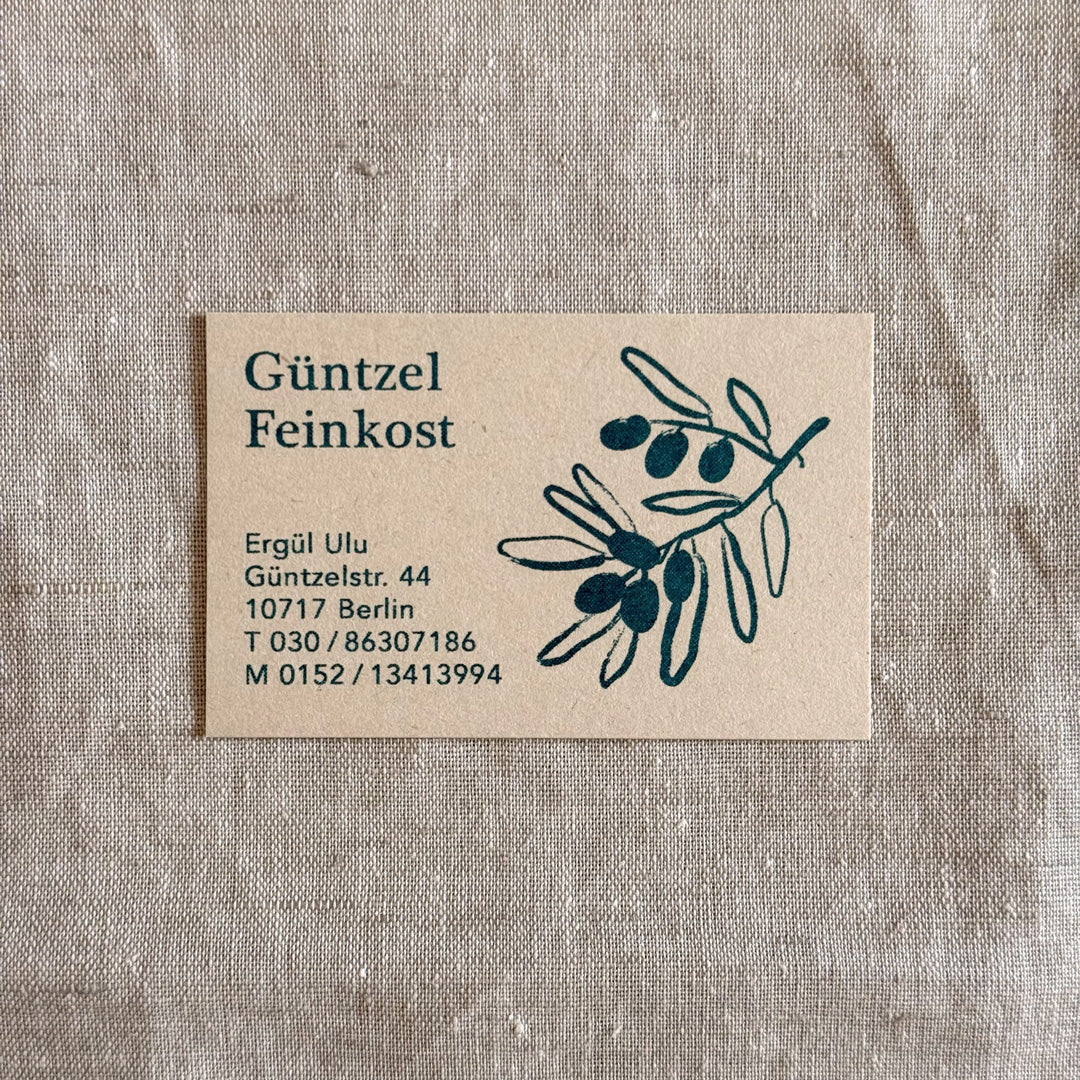 Güntzel
Feinkost
Ergül Ulu
Güntzelstr. 44
10717 Berlin
T 030 / 86307186
M 0152 / 13413994